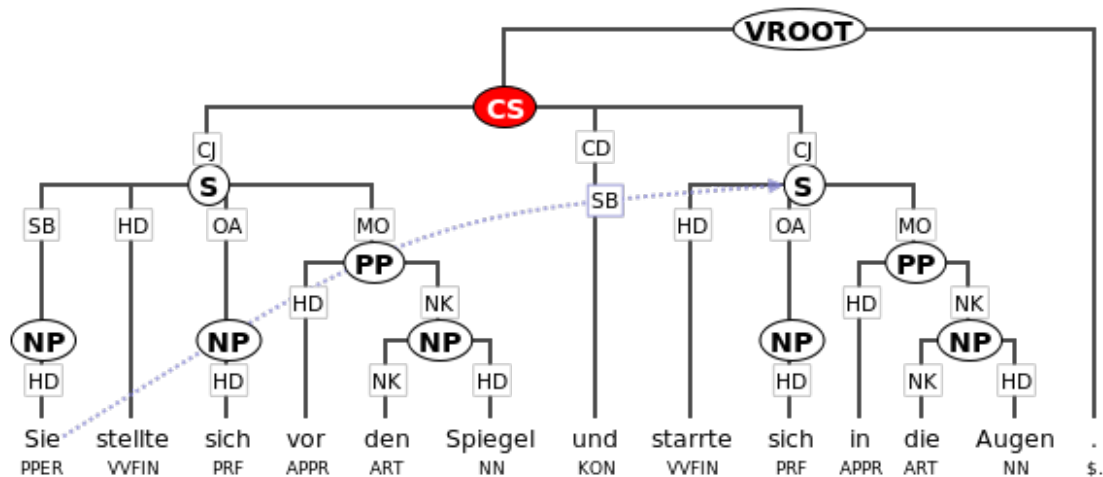 VROOT
CS
CJ CD CJ
S SB S
SB HD OA MO HD OA MO
PP PP
HD NK HD NK
NP NP NP NP NP
HD HD NK HD HD NK HD
Sie stellte sich vor den Spiegel und starrte sich in die Augen .
PPER VVFIN PRF APPR ART NN KON VVFIN PRF APPR ART NN $.